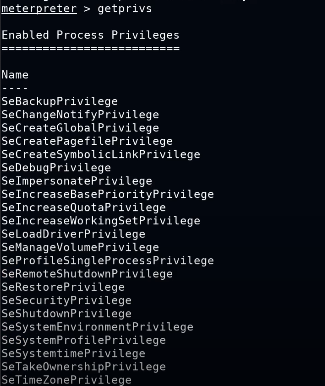 meterpreter > getprivs
Enabled Process Privileges
==========================
Name
----
SeBackupPrivilege
SeChangeNotifyPrivilege
SeCreateGlobalPrivilege
SeCreatePagefilePrivilege
SeCreateSymbolicLinkPrivilege
SeDebugPrivilege
SeImpersonatePrivilege
SeIncreaseBasePriorityPrivilege
SeIncreaseQuotaPrivilege
SeIncreaseWorkingSetPrivilege
SeLoadDriverPrivilege
SeManageVolumePrivilege
SeProfileSingleProcessPrivilege
SeRemoteShutdownPrivilege
SeRestorePrivilege
SeSecurityPrivilege
SeShutdownPrivilege
SeSystemEnvironmentPrivilege
SeSystemProfilePrivilege
SeSystemtimePrivilege
SeTakeOwnershipPrivilege
SeTimeZonePrivilege